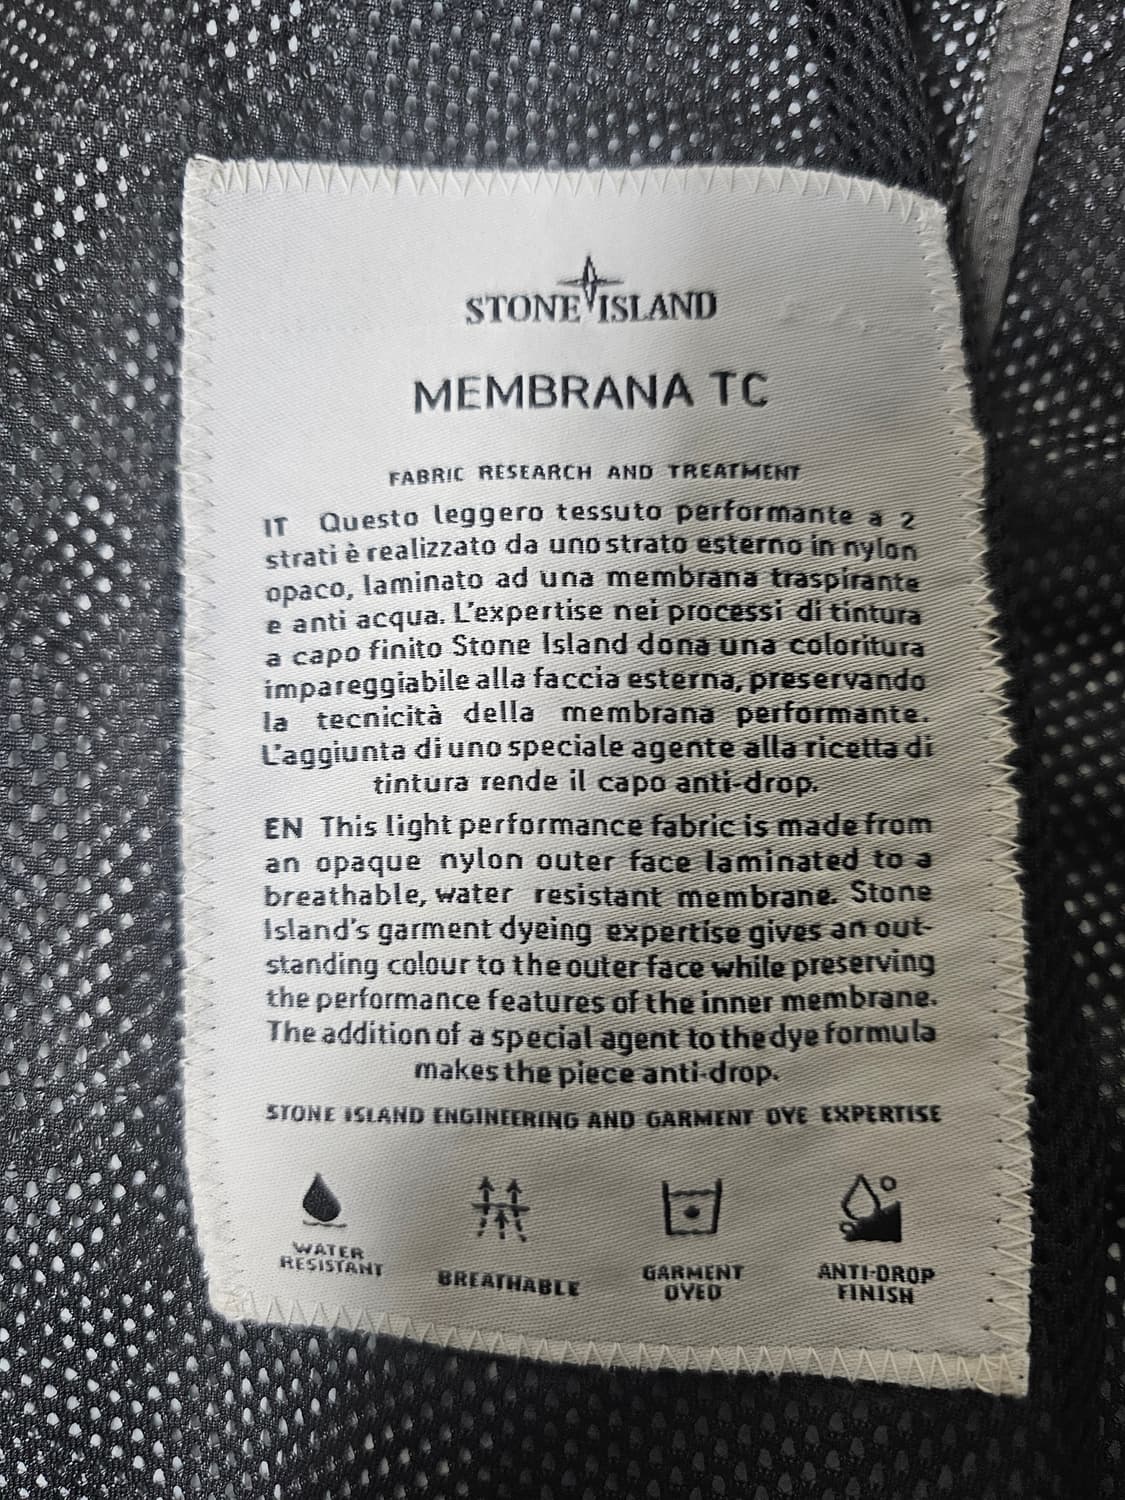 STONE ISLAND
MEMBRANA TC
FABRIC RESEARCH AND TREATMENT
IT Questo leggero tessuto performante a 2
strati è realizzato da uno strato esterno in nylon
opaco, laminato ad una membrana traspirante
e anti acqua. L'expertise nei processi di tintura
a capo finito Stone Island dona una coloritura
impareggiabile alla faccia esterna, preservando
la tecnicità della membrana performante.
L'aggiunta di uno speciale agente alla ricetta di
tintura rende il capo anti-drop.
EN This light performance fabric is made from
an opaque nylon outer face laminated to a
breathable, water resistant membrane. Stone
Island's garment dyeing expertise gives an out-
standing colour to the outer face while preserving
the performance features of the inner membrane.
The addition of a special agent to the dye formula
makes the piece anti-drop.
STONE ISLAND ENGINEERING AND GARMENT DYE EXPERTISE
WATER
RESISTANT
BREATHABLE
GARMENT
DYED
ANTI-DROP
FINISH